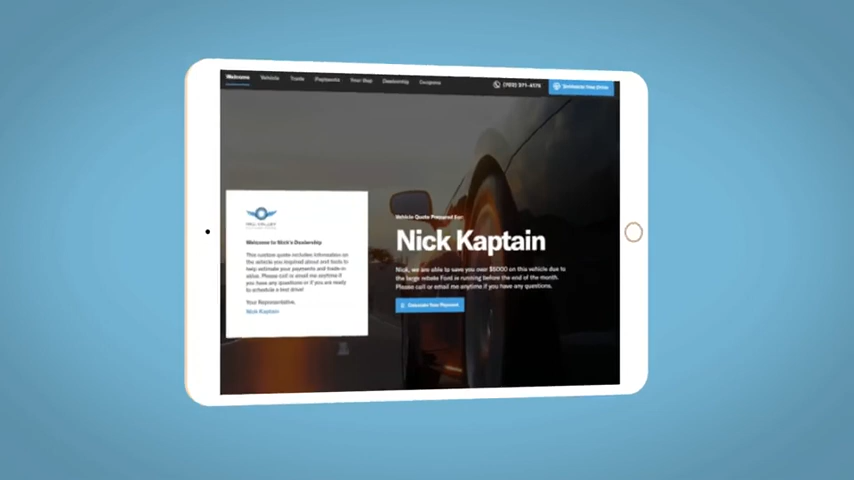 Welcome Vehicle Trade Payments Your Rep Dealership Coupons
(702) 371-4175
Vehicle Quote Prepared For:
Nick Kaptain
Nick, we are able to save you over $5000 on this vehicle due to
the large rebate Ford is running before the end of the month.
Please call or email me anytime if you have any questions.
Calculate Your Payment
Welcome to Nick's Dealership
This custom quote includes information on
the vehicle you inquired about and tools to
help estimate your payments and trade-in
value. Please call or email me anytime if
you have any questions or if you are ready
to schedule a test drive!
Your Representative,
Nick Kaptain